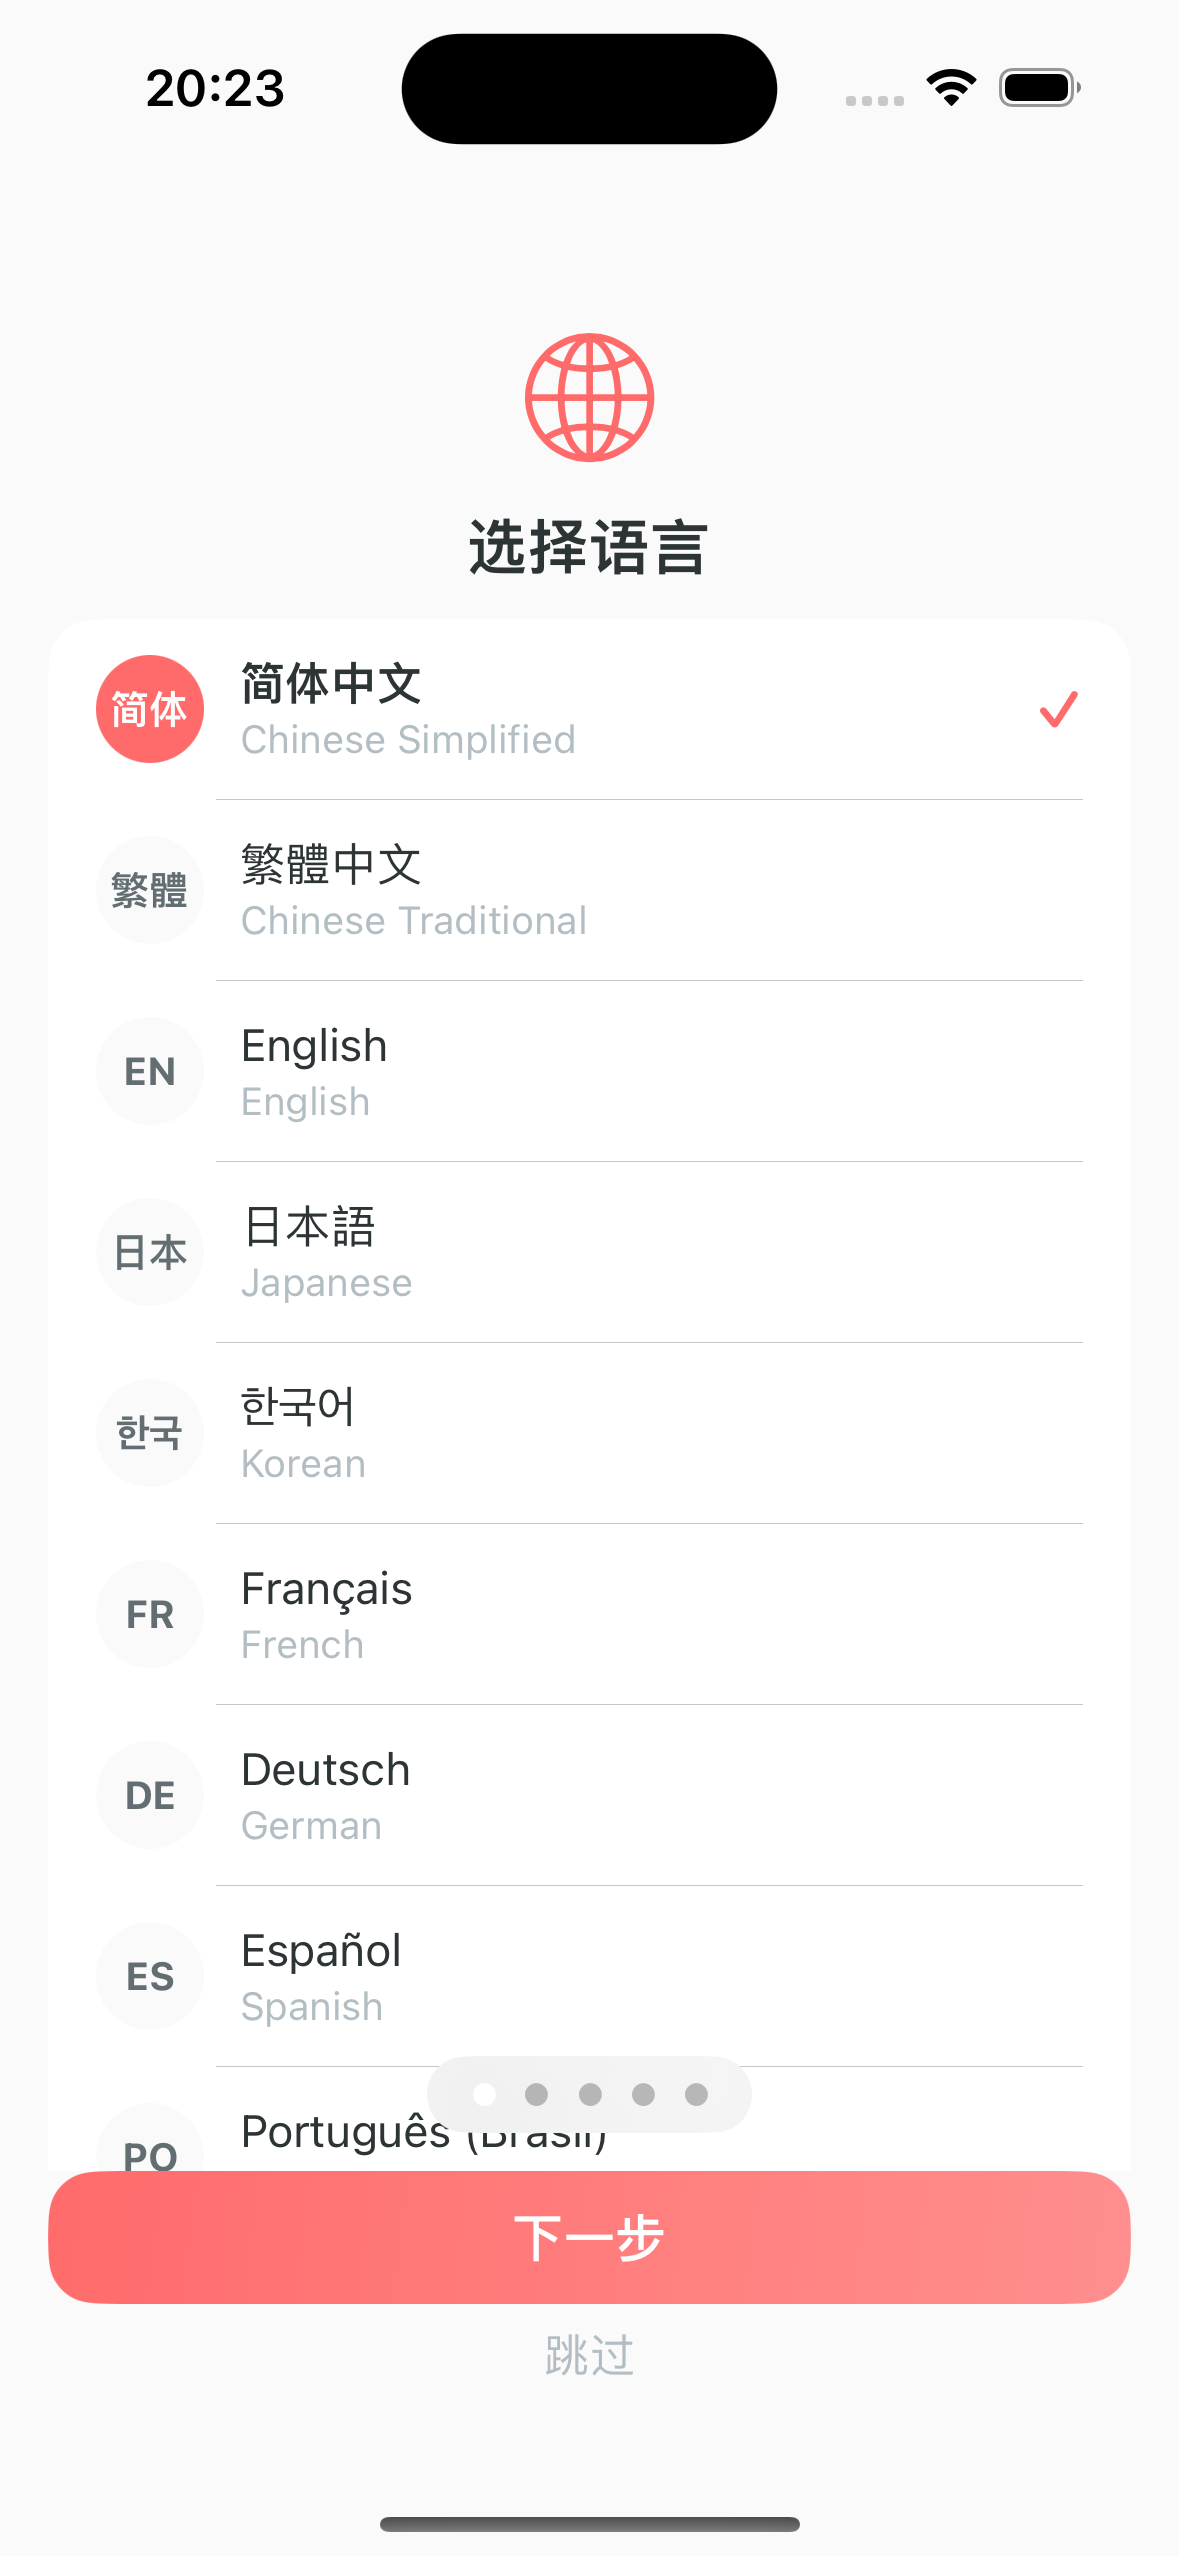 20:23
选择语言
简体
简体中文
Chinese Simplified
繁體
繁體中文
Chinese Traditional
EN
English
English
日本
日本語
Japanese
한국
한국어
Korean
FR
Français
French
DE
Deutsch
German
ES
Español
Spanish
PO
Português (Brasil)
下一步
跳过